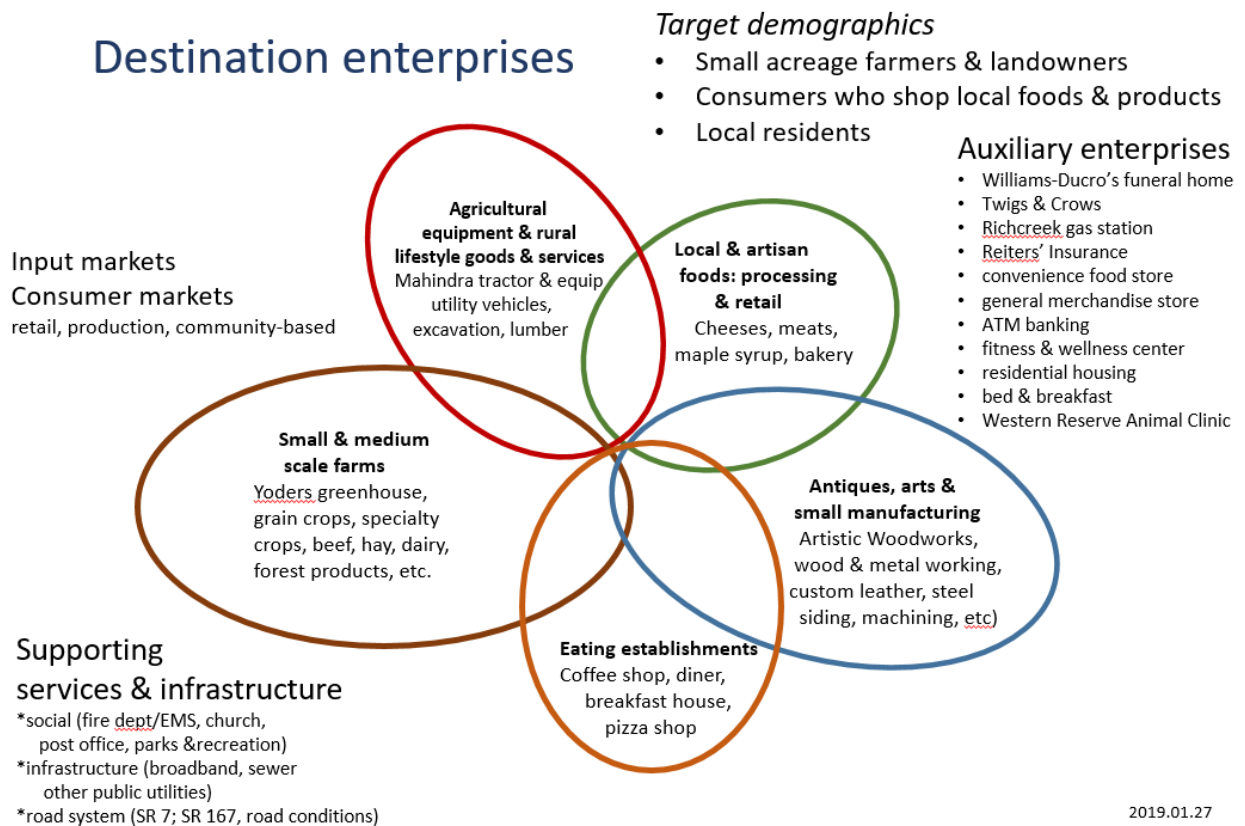 Destination enterprises
Target demographics
• Small acreage farmers & landowners
• Consumers who shop local foods & products
• Local residents
Auxiliary enterprises
• Williams-Ducro’s funeral home
• Twigs & Crows
• Richcreek gas station
• Reiters’ Insurance
• convenience food store
• general merchandise store
• ATM banking
• fitness & wellness center
• residential housing
• bed & breakfast
• Western Reserve Animal Clinic
Input markets
Consumer markets
retail, production, community-based
Agricultural
equipment & rural
lifestyle goods & services
Mahindra tractor & equip
utility vehicles,
excavation, lumber
Local & artisan
foods: processing
& retail
Cheeses, meats,
maple syrup, bakery
Small & medium
scale farms
Yoders greenhouse,
grain crops, specialty
crops, beef, hay, dairy,
forest products, etc.
Antiques, arts &
small manufacturing
Artistic Woodworks,
wood & metal working,
custom leather, steel
siding, machining, etc)
Eating establishments
Coffee shop, diner,
breakfast house,
pizza shop
Supporting
services & infrastructure
*social (fire dept/EMS, church,
post office, parks &recreation)
*infrastructure (broadband, sewer
other public utilities)
*road system (SR 7; SR 167, road conditions)
2019.01.27